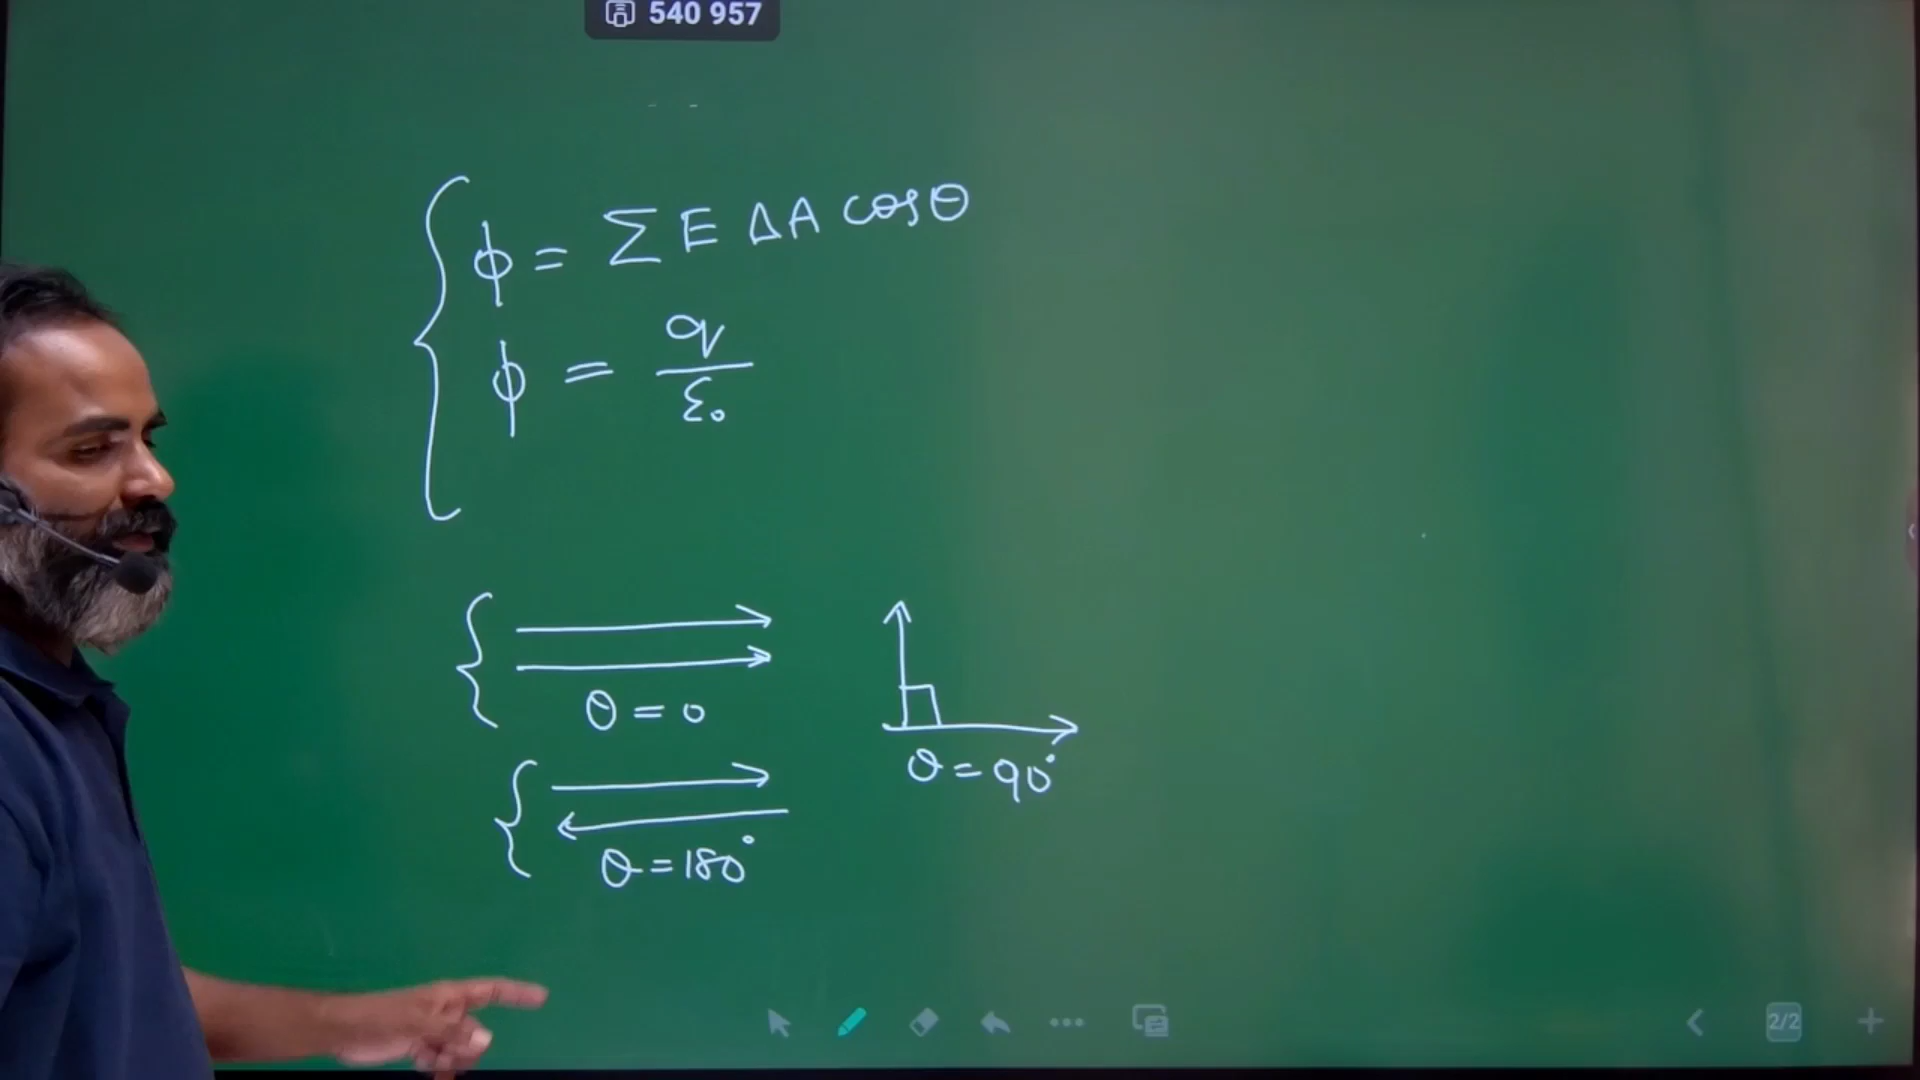 540 957
ϕ = Σ E ΔA cosθ
ϕ = q/ε₀
θ = 0
θ = 90°
θ = 180°
2/2